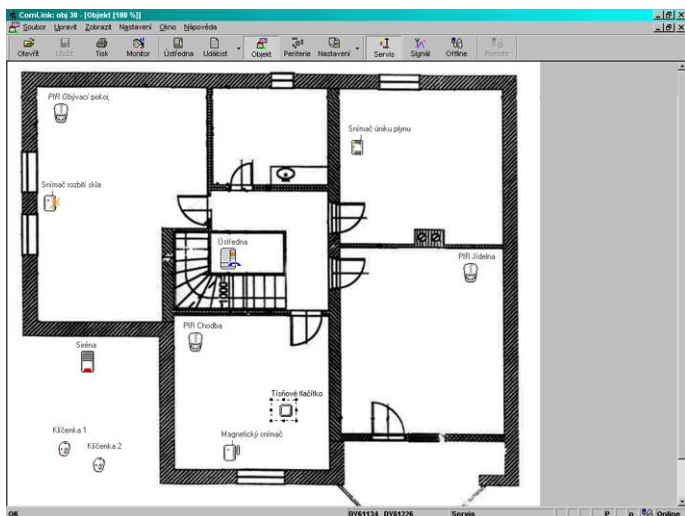 ComLink: obj 30 - [Objekt [100 %]]
Soubor Upravit Zobrazit Nastavení Okno Nápověda
Otevřít Uložit Tisk Monitor Ústředna Událost Objekt Periferie Nastavení Servis Signál Offline Remote
PIR Obývací pokoj
Snímač úniku plynu
Snímač rozbití skla
Ústředna
PIR Jídelna
1000
PIR Chodba
Siréna
Tísňové tlačítko
Klíčenka 1
Magnetický snímač
Klíčenka 2
OK DY61134 DY61226 Servis P p Online